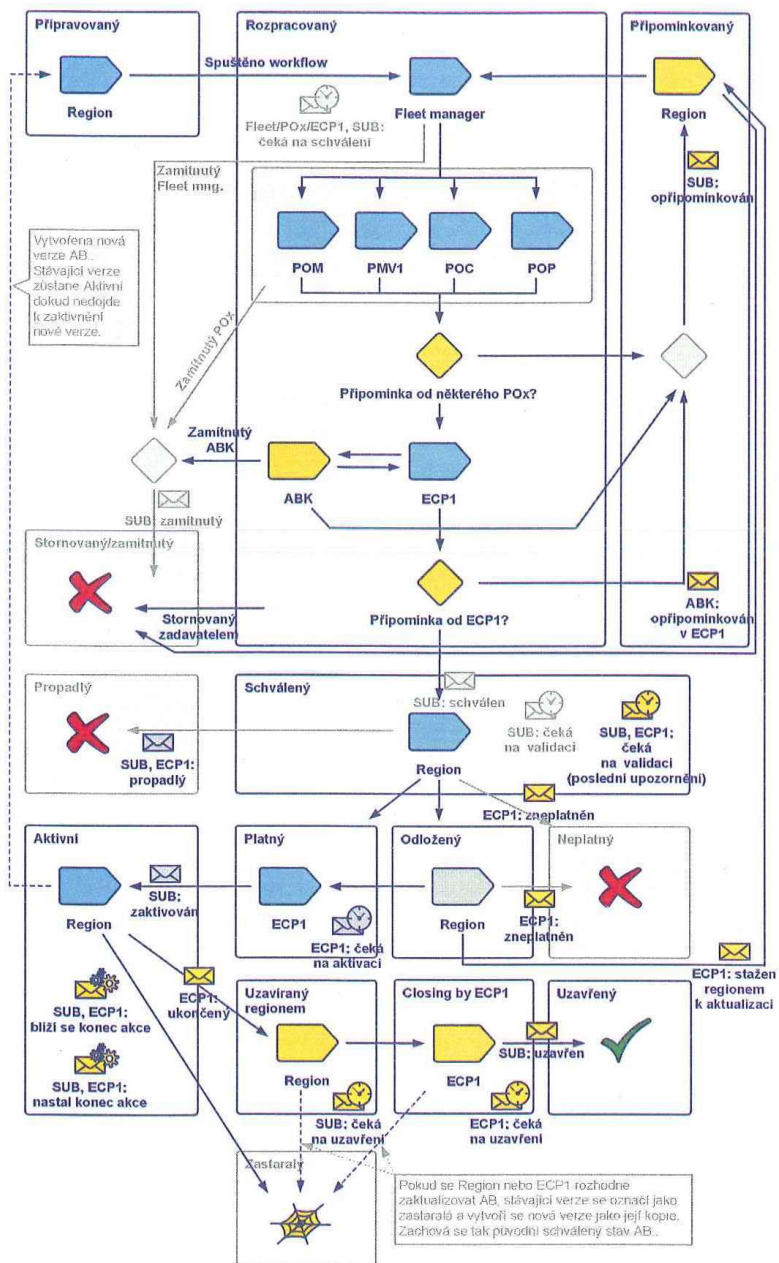 Připravovaný
Rozpracovaný
Připomínkový
Spuštěno workflow
Region
Fleet manager
Region
Fleet/POx/ECP1, SUB:
čeká na schválení
Zamítnutý
Fleet mng.
SUB:
opřipomínkován
Vytvořena nová
verze AB..
Stávající verze
zůstane Aktivní
dokud nedojde
k zaktivnění
nové verze.
POM
PMV1
POC
POP
Zamítnutý POx
Připomínka od některého POx?
Zamítnutý
ABK
ABK
ECP1
SUB: zamítnutý
Stornovaný/zamítnutý
Stornovaný
zadavatelem
Připomínka od ECP1?
ABK:
opřipomínkován
v ECP1
Propadlý
Schválený
SUB: schválen
SUB: čeká
na validaci
SUB, ECP1:
čeká
na validaci
(poslední upozornění)
SUB, ECP1:
propadlý
Region
ECP1: zneplatněn
Aktivní
Platný
Odložený
Neplatný
SUB:
zaktivován
Region
ECP1
Region
ECP1:
zneplatněn
ECP1: čeká
na aktivaci
ECP1: stažen
regionem
k aktualizaci
SUB, ECP1:
blíží se konec akce
ECP1:
ukončený
Uzavíraný
regionem
Closing by ECP1
Uzavřený
SUB: uzavřen
SUB, ECP1:
nastal konec akce
Region
ECP1
SUB: čeká
na uzavření
ECP1: čeká
na uzavření
Zastaralý
Pokud se Region nebo ECP1 rozhodne
zaktualizovat AB, stávající verze se označí jako
zastaralá a vytvoří se nová verze jako její kopie.
Zachová se tak původní schválený stav AB..